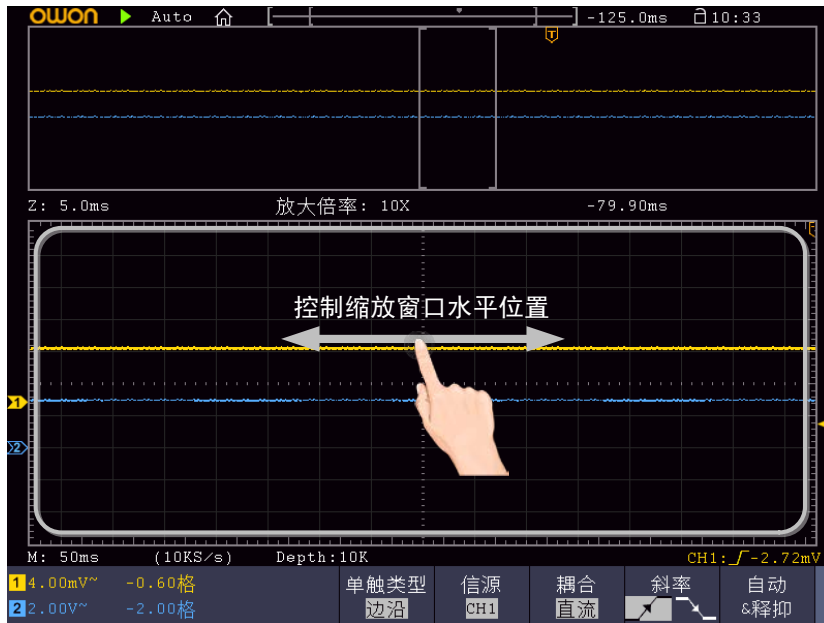 OWON Auto -125.0ms 10:33
T
Z: 5.0ms 放大倍率: 10X -79.90ms
控制缩放窗口水平位置
1
2
M: 50ms (10KS/s) Depth:10K CH1: -2.72mV
1 4.00mV~ -0.60格 单触类型 信源 耦合 斜率 自动
2 2.00V~ -2.00格 边沿 CH1 直流 &释抑